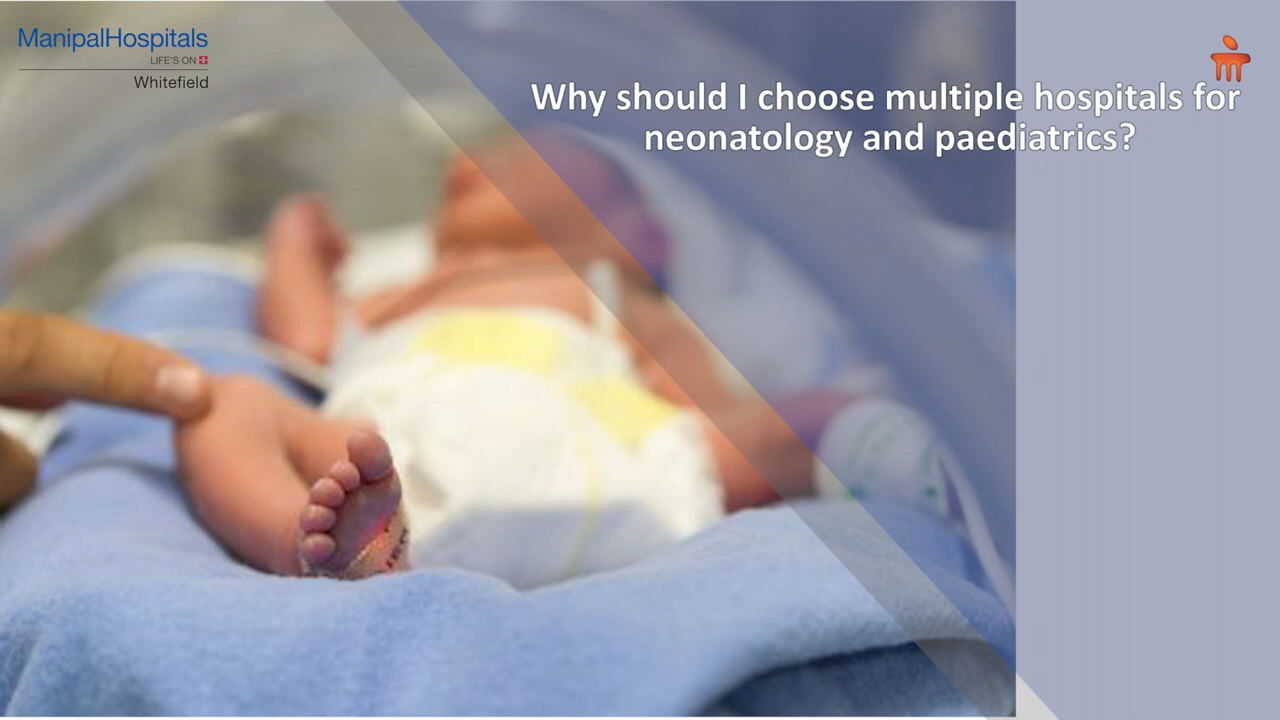 ManipalHospitals
LIFE'S ON
Whitefield
Why should I choose multiple hospitals for
neonatology and paediatrics?